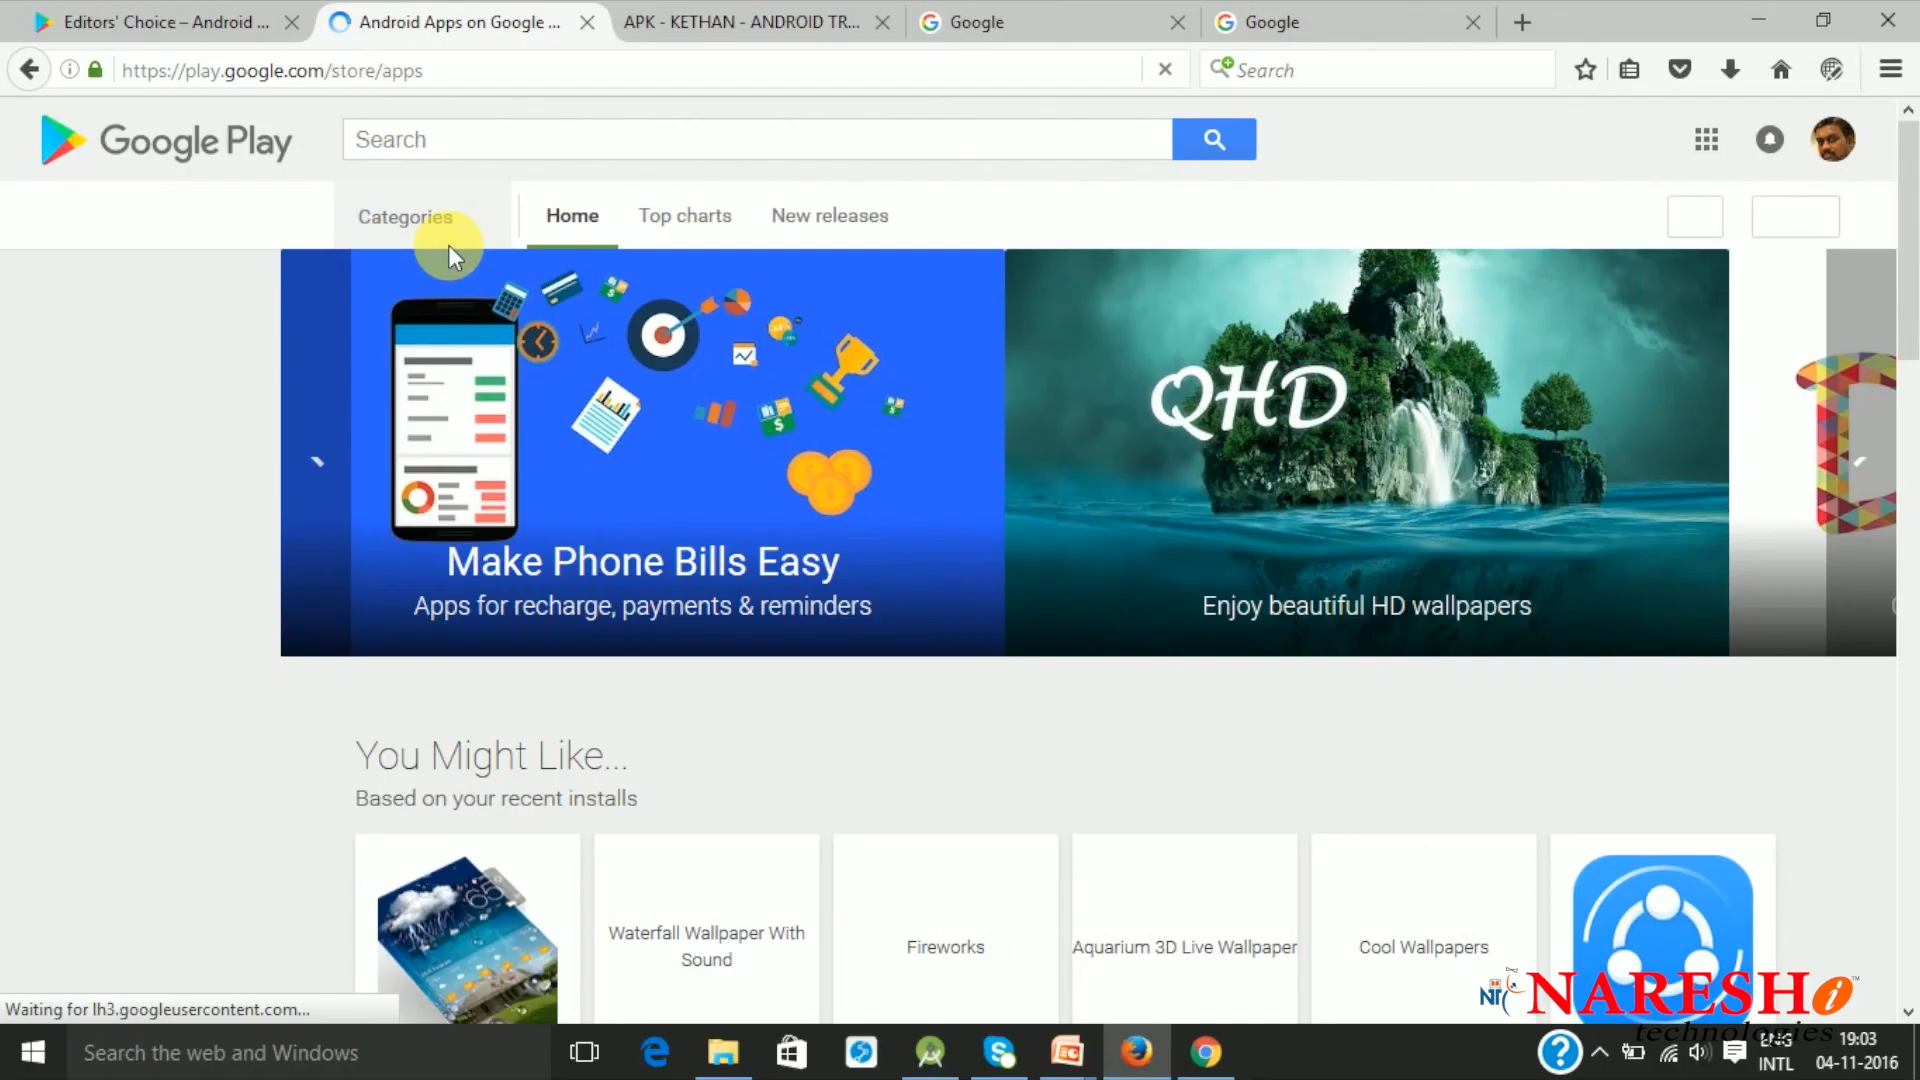 Editors' Choice – Android ...
Android Apps on Google ...
APK - KETHAN - ANDROID TR...
Google
Google
https://play.google.com/store/apps
Search
Google Play
Search
Categories
Home
Top charts
New releases
QHD
Make Phone Bills Easy
Apps for recharge, payments & reminders
Enjoy beautiful HD wallpapers
You Might Like...
Based on your recent installs
65
Waterfall Wallpaper With
Sound
Fireworks
Aquarium 3D Live Wallpaper
Cool Wallpapers
NARESH i
technologies
Waiting for lh3.googleusercontent.com...
Search the web and Windows
ENG
INTL
19:03
04-11-2016